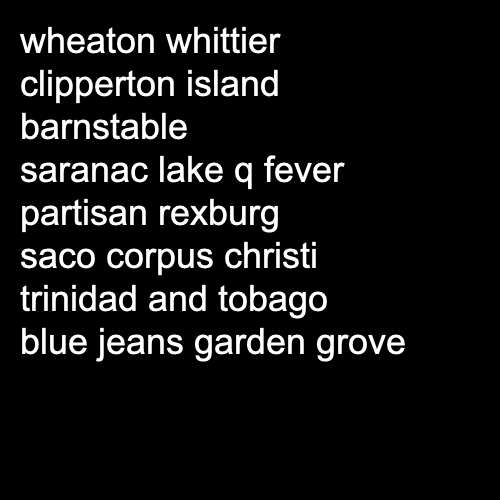 wheaton whittier
clipperton island
barnstable
saranac lake q fever
partisan rexburg
saco corpus christi
trinidad and tobago
blue jeans garden grove